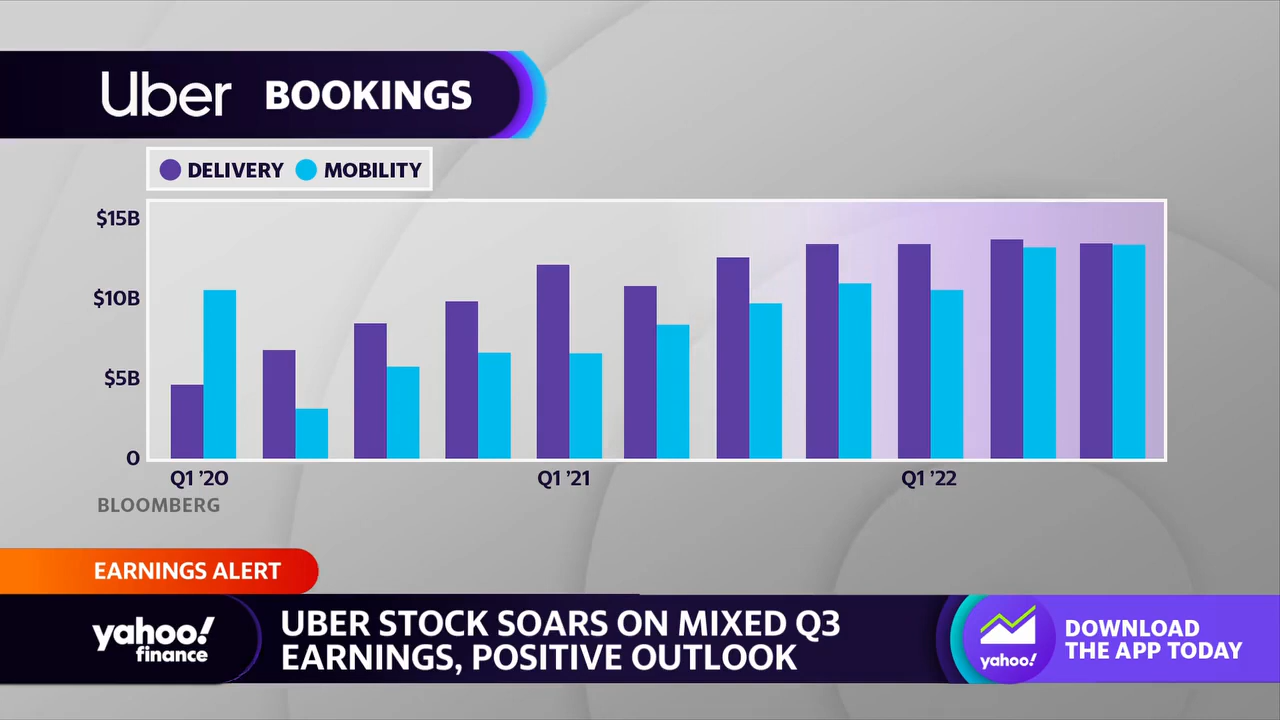 Uber BOOKINGS
DELIVERY MOBILITY
$15B
$10B
$5B
0
Q1 ’20 Q1 ’21 Q1 ’22
BLOOMBERG
EARNINGS ALERT
yahoo!
finance
UBER STOCK SOARS ON MIXED Q3
EARNINGS, POSITIVE OUTLOOK
yahoo!
DOWNLOAD
THE APP TODAY